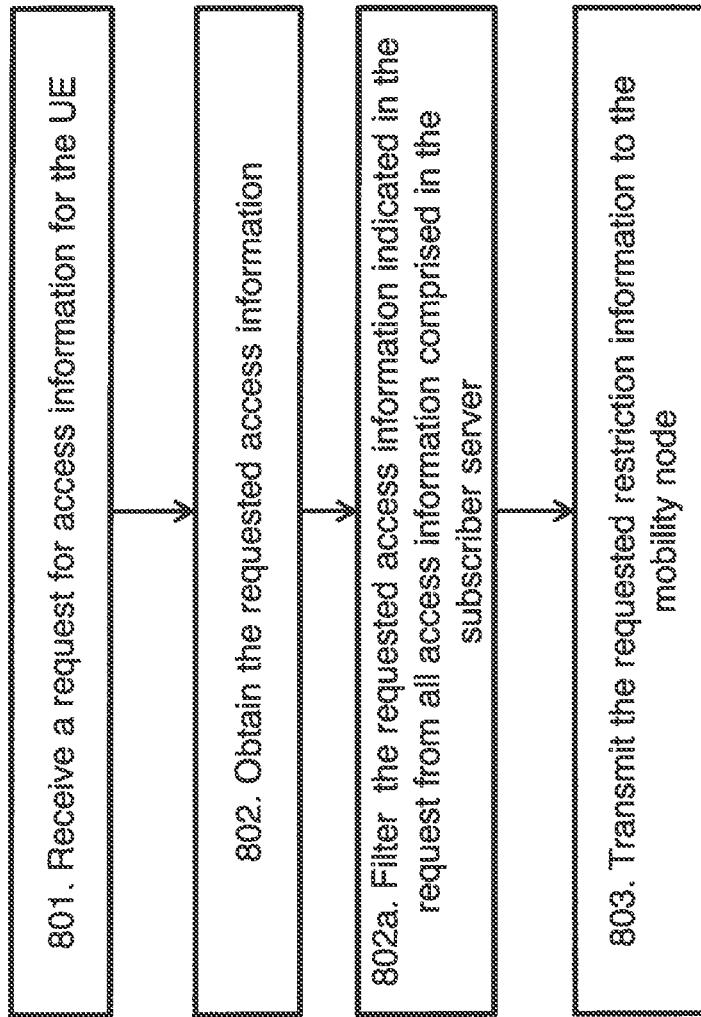 801. Receive a request for access information for the UE
802. Obtain the requested access information
802a. Filter the requested access information indicated in the
request from all access information comprised in the
subscriber server
803. Transmit the requested restriction information to the
mobility node